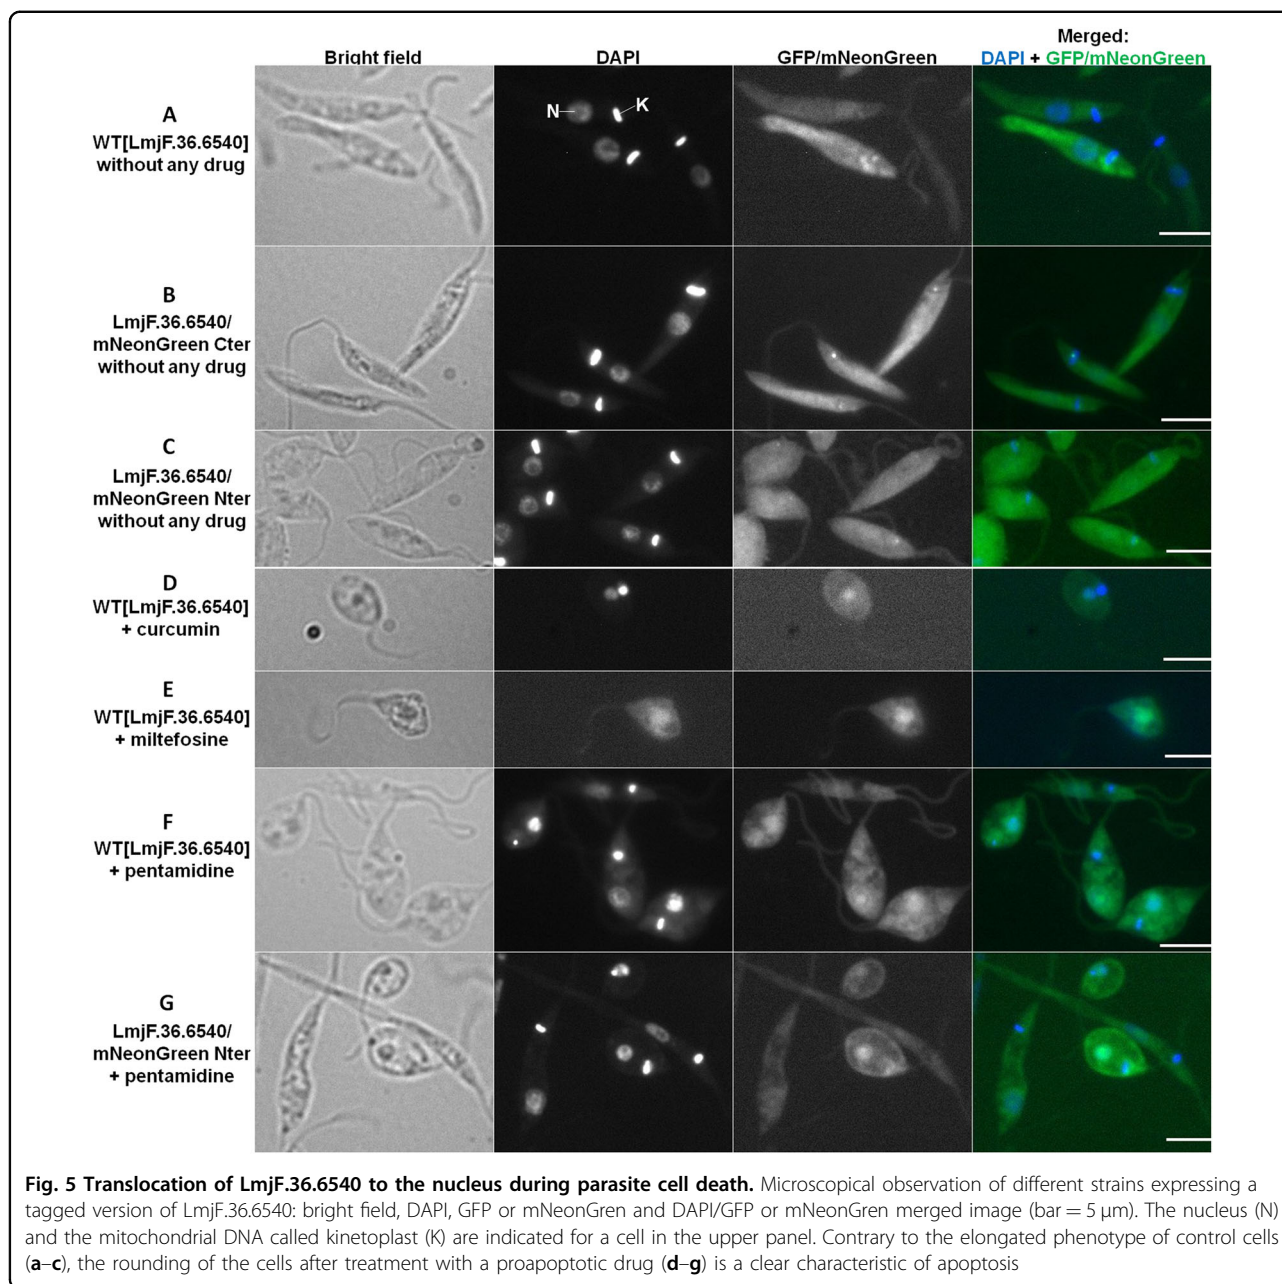 Merged:
Bright field DAPI GFP/mNeonGreen DAPI + GFP/mNeonGreen
A
WT[LmjF.36.6540]
without any drug
N K
B
LmjF.36.6540/
mNeonGreen Cter
without any drug
C
LmjF.36.6540/
mNeonGreen Nter
without any drug
D
WT[LmjF.36.6540]
+ curcumin
E
WT[LmjF.36.6540]
+ miltefosine
F
WT[LmjF.36.6540]
+ pentamidine
G
LmjF.36.6540/
mNeonGreen Nter
+ pentamidine
Fig. 5 Translocation of LmjF.36.6540 to the nucleus during parasite cell death. Microscopical observation of different strains expressing a
tagged version of LmjF.36.6540: bright field, DAPI, GFP or mNeonGren and DAPI/GFP or mNeonGren merged image (bar = 5 µm). The nucleus (N)
and the mitochondrial DNA called kinetoplast (K) are indicated for a cell in the upper panel. Contrary to the elongated phenotype of control cells
(a–c), the rounding of the cells after treatment with a proapoptotic drug (d–g) is a clear characteristic of apoptosis